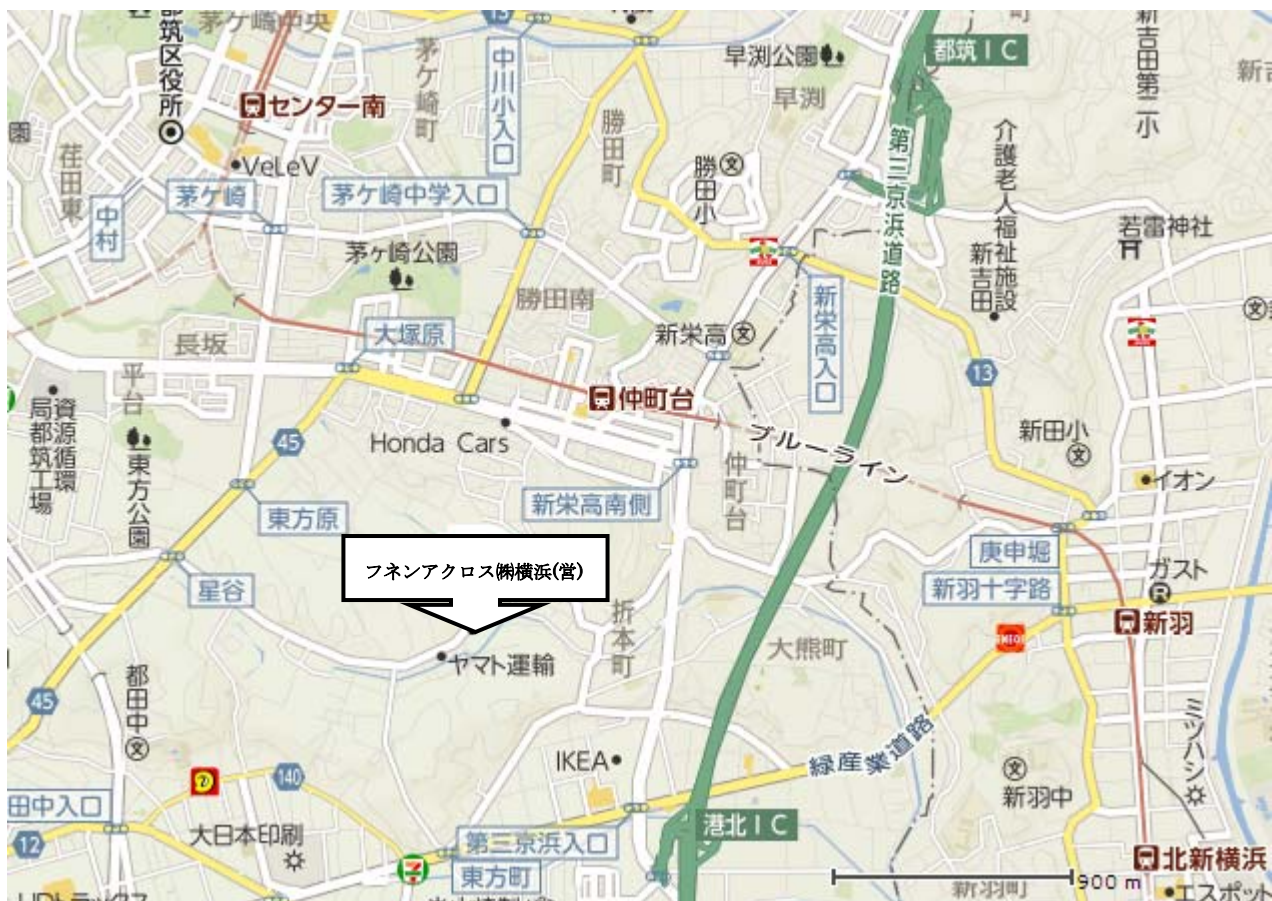 茅ケ崎中央
都筑区役所
センター南
茅ケ崎町
中川小入口
早渕公園
早渕
都筑IC
新吉田第二小
園
荏田東
VeLeV
中村
茅ケ崎
茅ケ崎中学入口
勝田町
勝田小
第三京浜道路
介護老人福祉施設
新吉田
若雷神社
茅ヶ崎公園
勝田南
新栄高
新栄高入口
長坂
大塚原
平台
仲町台
13
資源循環
局都筑工場
東方公園
45
Honda Cars
ブルーライン
新田小
イオン
東方原
新栄高南側
仲町台
庚申堀
フネンアクロス㈱横浜(営)
星谷
新羽十字路
ガスト
折本町
大熊町
新羽
ヤマト運輸
45
都田中
緑産業道路
ミツハシ
IKEA
140
新羽中
田中入口
12
大日本印刷
第三京浜入口
港北IC
東方町
北新横浜
900 m
新羽町
エスポット